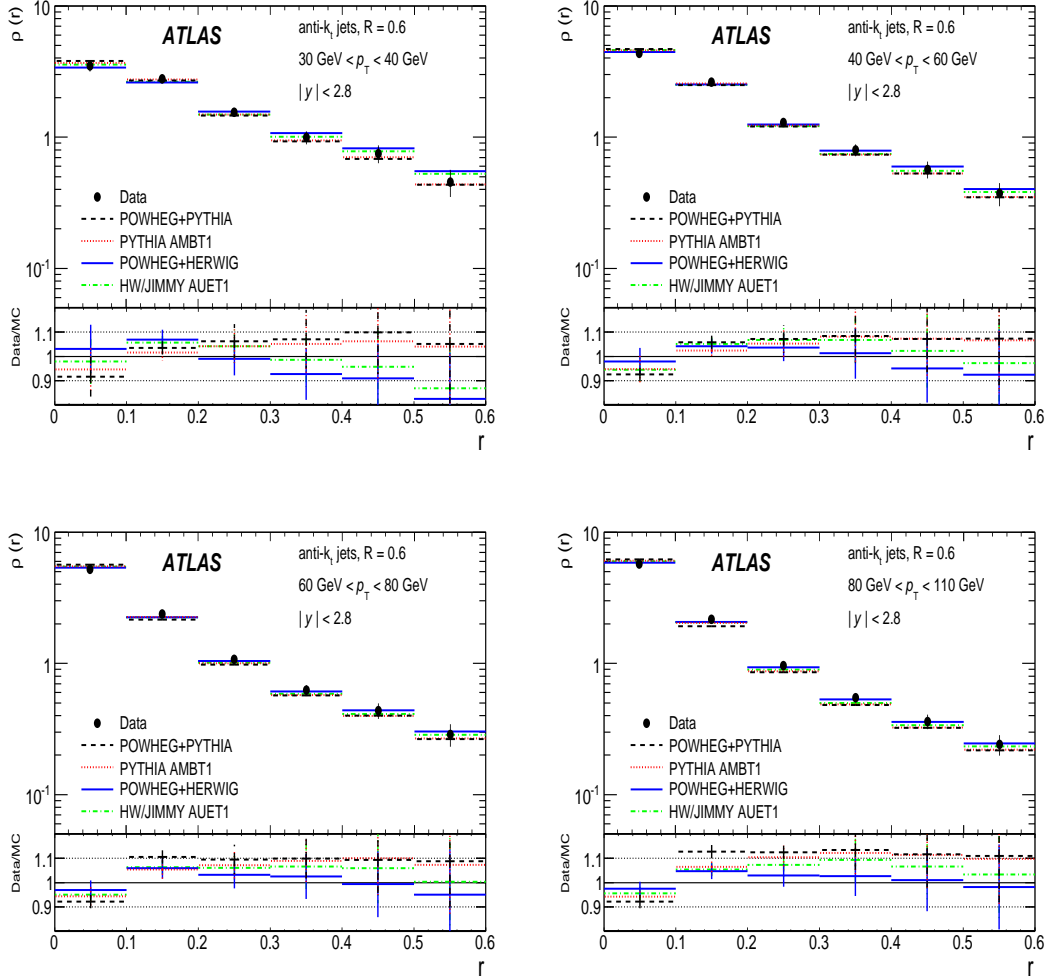 ρ (r)
10
1
10⁻¹
ATLAS
anti-kₜ jets, R = 0.6
30 GeV < p_T < 40 GeV
| y | < 2.8
Data
POWHEG+PYTHIA
PYTHIA AMBT1
POWHEG+HERWIG
HW/JIMMY AUET1
Data/MC
1.1
1
0.9
0 0.1 0.2 0.3 0.4 0.5 0.6
r
ρ (r)
10
1
10⁻¹
ATLAS
anti-kₜ jets, R = 0.6
40 GeV < p_T < 60 GeV
| y | < 2.8
Data
POWHEG+PYTHIA
PYTHIA AMBT1
POWHEG+HERWIG
HW/JIMMY AUET1
Data/MC
1.1
1
0.9
0 0.1 0.2 0.3 0.4 0.5 0.6
r
ρ (r)
10
1
10⁻¹
ATLAS
anti-kₜ jets, R = 0.6
60 GeV < p_T < 80 GeV
| y | < 2.8
Data
POWHEG+PYTHIA
PYTHIA AMBT1
POWHEG+HERWIG
HW/JIMMY AUET1
Data/MC
1.1
1
0.9
0 0.1 0.2 0.3 0.4 0.5 0.6
r
ρ (r)
10
1
10⁻¹
ATLAS
anti-kₜ jets, R = 0.6
80 GeV < p_T < 110 GeV
| y | < 2.8
Data
POWHEG+PYTHIA
PYTHIA AMBT1
POWHEG+HERWIG
HW/JIMMY AUET1
Data/MC
1.1
1
0.9
0 0.1 0.2 0.3 0.4 0.5 0.6
r